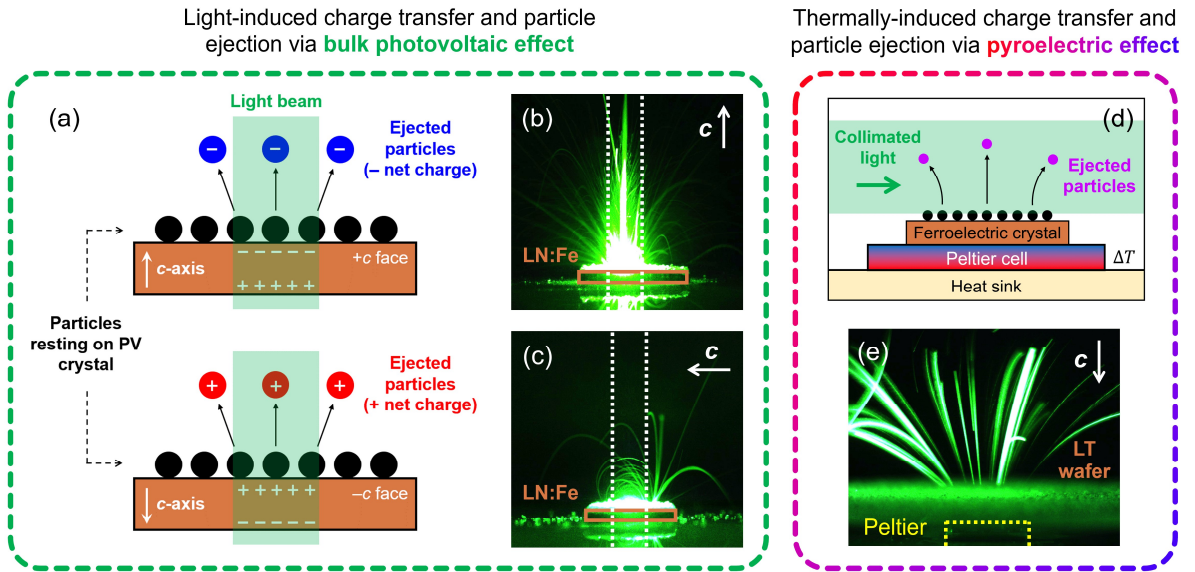 Light-induced charge transfer and particle
ejection via bulk photovoltaic effect
Thermally-induced charge transfer and
particle ejection via pyroelectric effect
(a)
Light beam
− − −
Ejected
particles
(− net charge)
− − − − −
+c face
c-axis
+ + + + +
Particles
resting on PV
crystal
+ + +
Ejected
particles
(+ net charge)
+ + + + +
−c face
c-axis
− − − − −
(b)
c
LN:Fe
(c)
c
LN:Fe
(d)
Collimated
light
Ejected
particles
Ferroelectric crystal
Peltier cell
ΔT
Heat sink
(e)
c
LT
wafer
Peltier